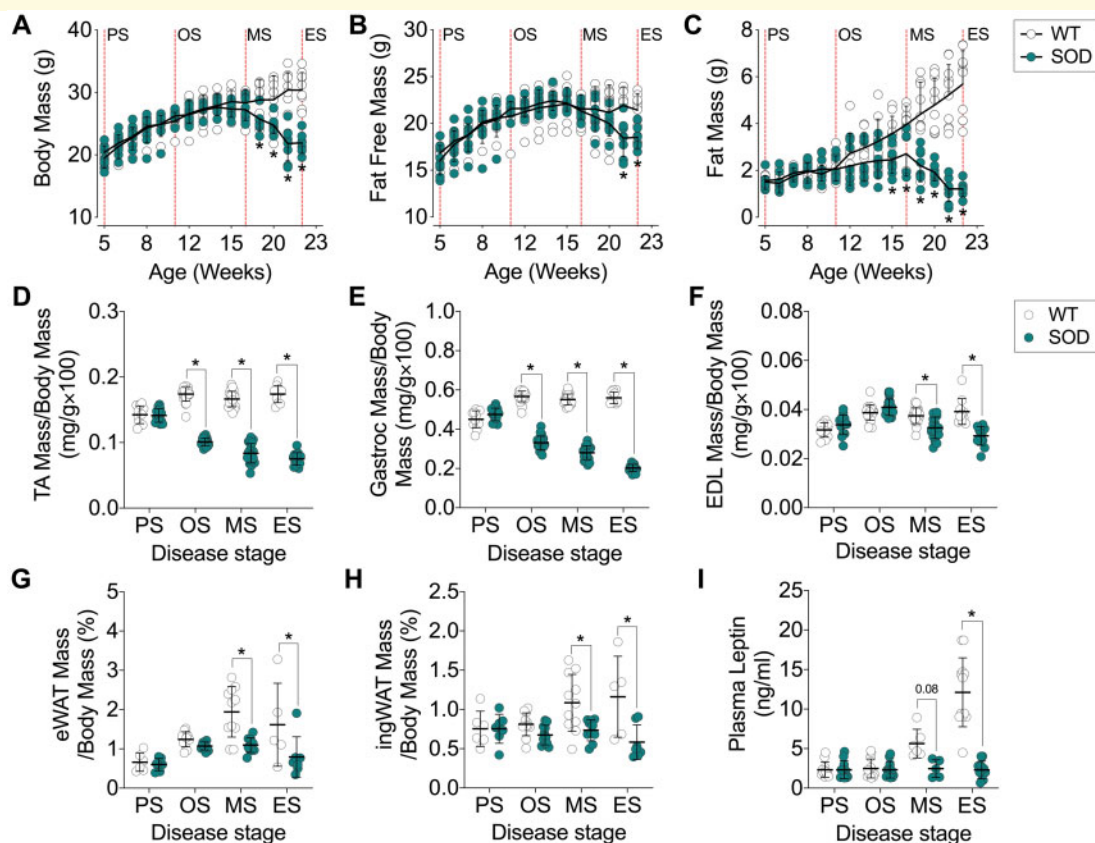 A
PS OS MS ES
Body Mass (g)
40
30
20
10
5 8 12 15 20 23
Age (Weeks)
*
*
*
*
B
PS OS MS ES
Fat Free Mass (g)
30
25
20
15
10
5 8 12 15 20 23
Age (Weeks)
*
*
C
PS OS MS ES
Fat Mass (g)
8
6
4
2
0
5 8 12 15 20 23
Age (Weeks)
*
*
*
*
*
*
WT
SOD
D
TA Mass/Body Mass
(mg/g×100)
0.3
0.2
0.1
0.0
* * *
PS OS MS ES
Disease stage
E
Gastroc Mass/Body
Mass (mg/g×100)
1.0
0.8
0.6
0.4
0.2
0.0
* * *
PS OS MS ES
Disease stage
F
EDL Mass/Body Mass
(mg/g×100)
0.08
0.06
0.04
0.02
0.00
* *
PS OS MS ES
Disease stage
WT
SOD
G
eWAT Mass
/Body Mass (%)
5
4
3
2
1
0
* *
PS OS MS ES
Disease stage
H
ingWAT Mass
/Body Mass (%)
2.5
2.0
1.5
1.0
0.5
0.0
* *
PS OS MS ES
Disease stage
I
Plasma Leptin
(ng/ml)
25
20
15
10
5
0
0.08 *
PS OS MS ES
Disease stage